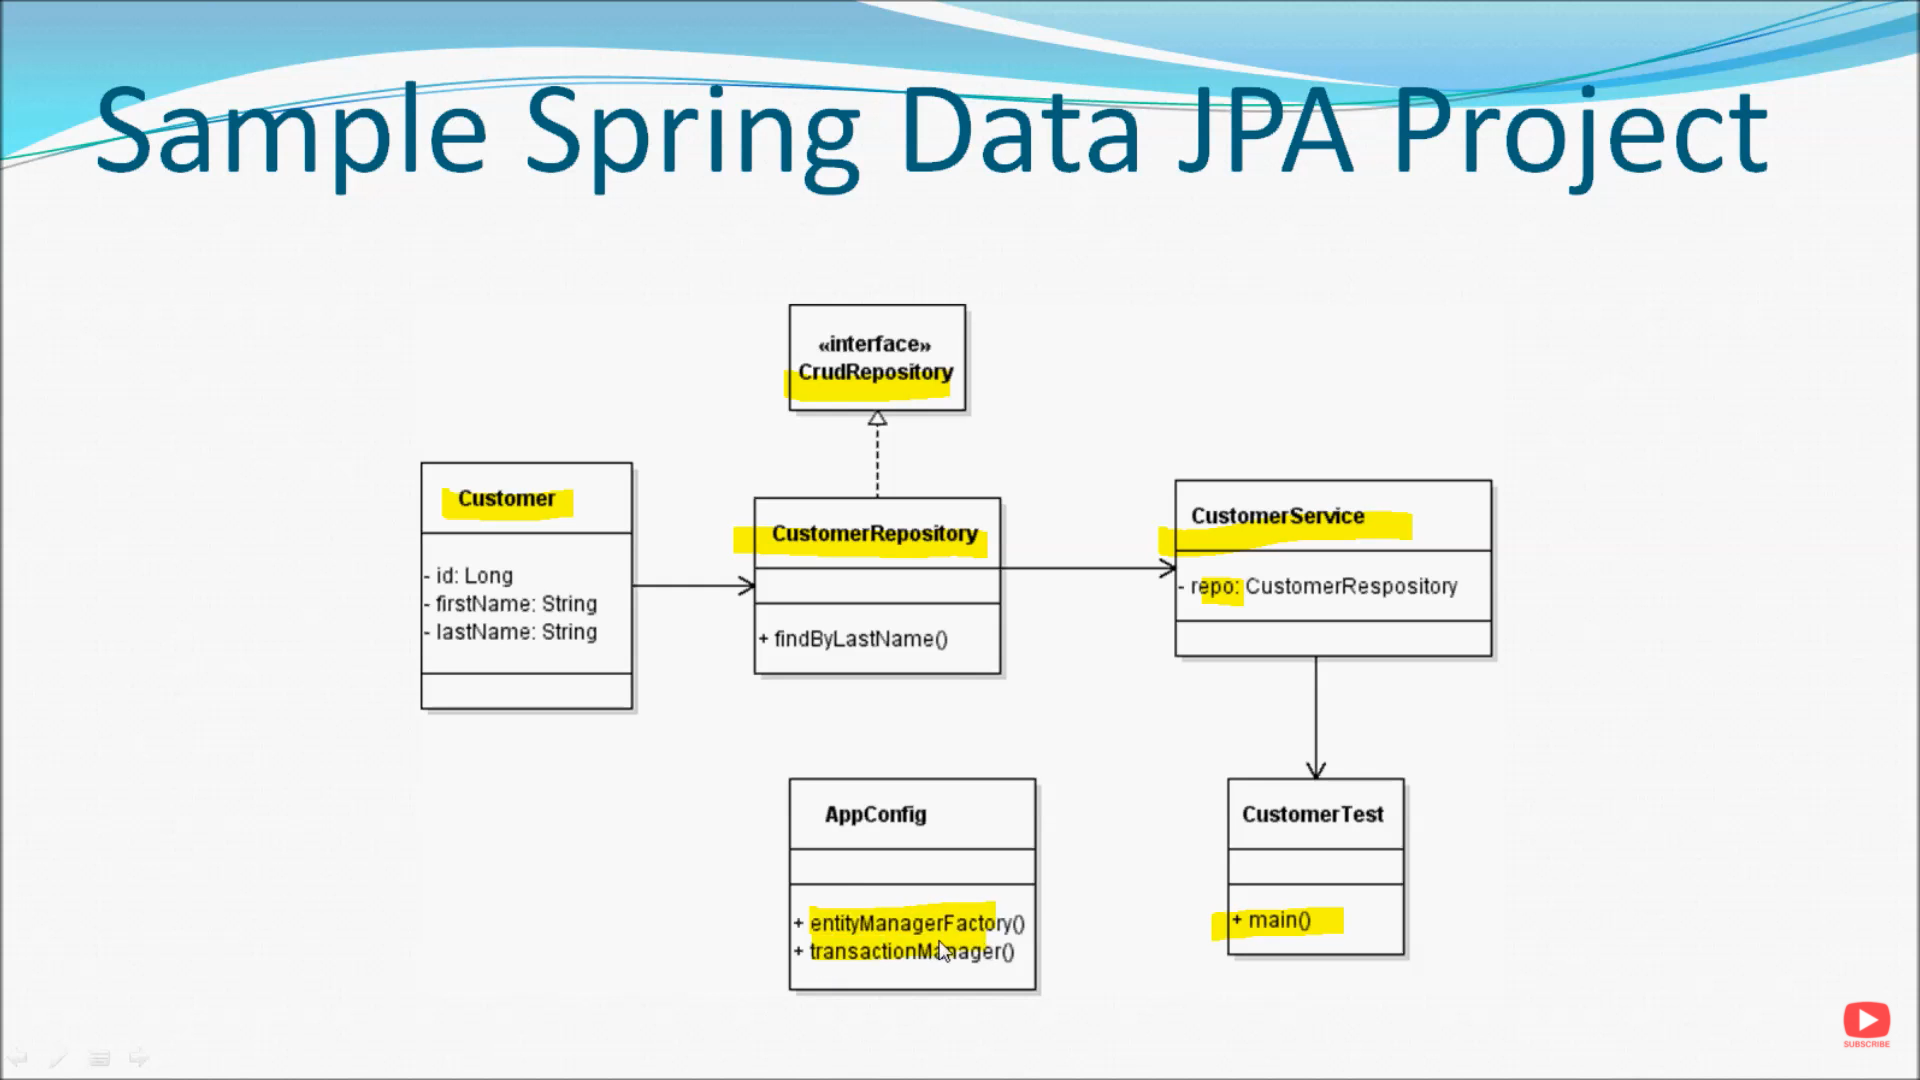 Sample Spring Data JPA Project
«interface»
CrudRepository
Customer
- id: Long
- firstName: String
- lastName: String
CustomerRepository
+ findByLastName()
CustomerService
- repo: CustomerRespository
AppConfig
+ entityManagerFactory()
+ transactionManager()
CustomerTest
+ main()
SUBSCRIBE